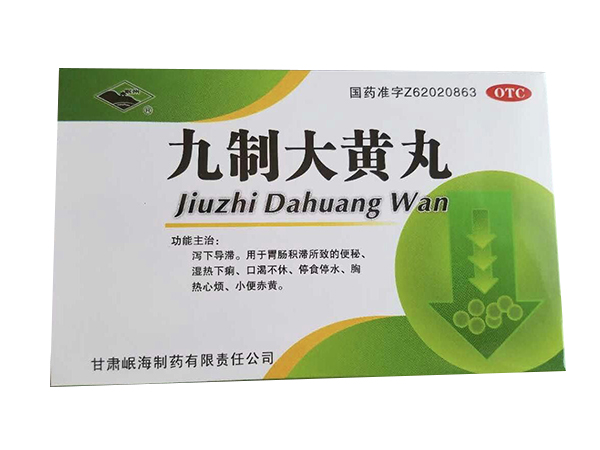 国药准字Z62020863
OTC
®
九制大黄丸
Jiuzhi Dahuang Wan
功能主治:
泻下导滞。用于胃肠积滞所致的便秘、
湿热下痢、口渴不休、停食停水、胸
热心烦、小便赤黄。
甘肃岷海制药有限责任公司